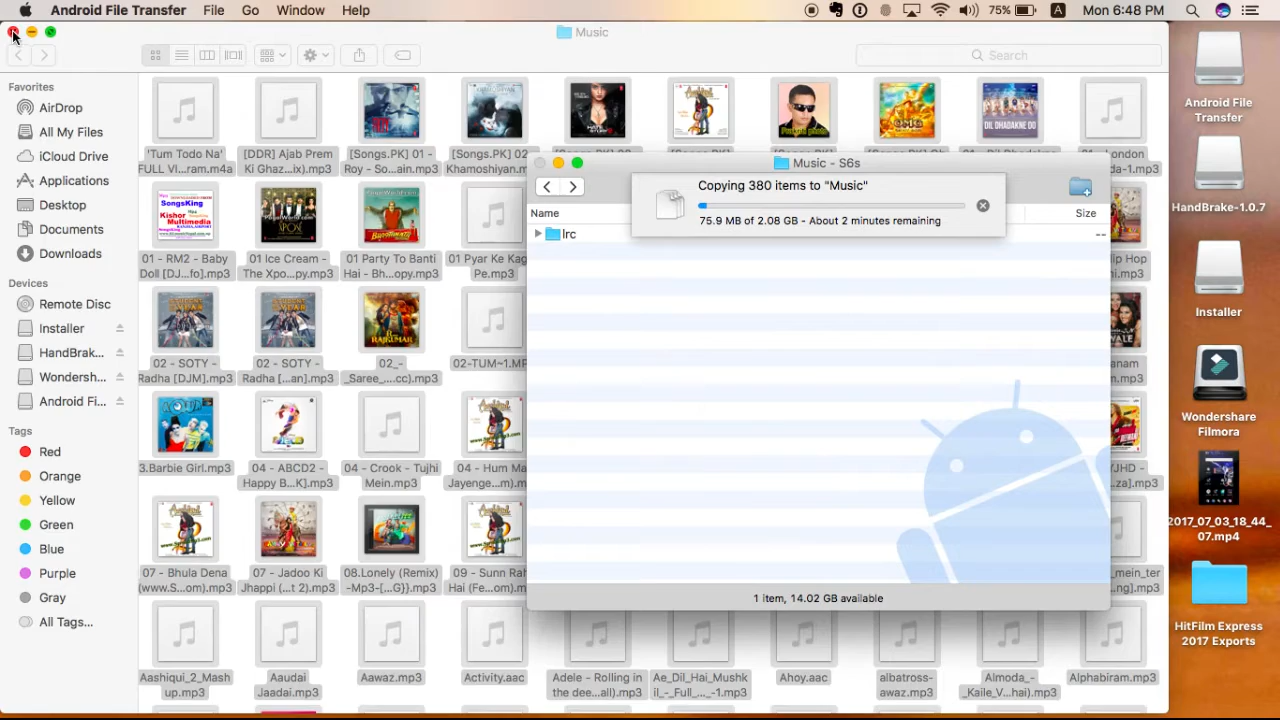 Android File Transfer File Go Window Help
75% A Mon 6:48 PM
Music
Search
Favorites
AirDrop
All My Files
iCloud Drive
Applications
Desktop
Documents
Downloads
Devices
Remote Disc
Installer
HandBrak...
Wondersh...
Android Fi...
Tags
Red
Orange
Yellow
Green
Blue
Purple
Gray
All Tags...
'Tum Todo Na'
FULL Vi...ram.m4a
[DDR] Ajab Prem
Ki Ghaz...ix).mp3
[Songs.PK] 01 -
Roy - So...ain.mp3
[Songs.PK] 02
Khamoshiyan.m
01 - RM2 - Baby
Doll [DJ...fo].mp3
01 Ice Cream -
The Xpo...py.mp3
01 Party To Banti
Hai - Bh...opy.mp3
01 Pyar Ke Kag
Pe.mp3
02 - SOTY -
Radha [DJM].mp3
02 - SOTY -
Radha [...an].mp3
02_-
_Saree_...cc).mp3
02-TUM~1.MP
3.Barbie Girl.mp3
04 - ABCD2 -
Happy B...K].mp3
04 - Crook - Tujhi
Mein.mp3
04 - Hum Ma
Jayenge...m).mp3
07 - Bhula Dena
(www.S...om).mp3
07 - Jadoo Ki
Jhappi (...t 2).mp3
08.Lonely (Remix)
-Mp3-[...G}}.mp3
09 - Sunn Rah
Hai (Fe...om).mp3
Aashiqui_2_Mash
up.mp3
Aaudai
Jaadai.mp3
Aawaz.mp3
Activity.aac
Adele - Rolling in
the dee...all).mp3
Ae_Dil_Hai_Mushk
il_-_Full_..._-1.mp3
Ahoy.aac
albatross-
awaz.mp3
Almoda_-
_Kaile_V...hai).mp3
Alphabiram.mp3
Music - S6s
Copying 380 items to "Music"
75.9 MB of 2.08 GB - About 2 minutes remaining
Name
Size
lrc
--
1 item, 14.02 GB available
Android File
Transfer
HandBrake-1.0.7
Installer
Wondershare
Filmora
2017_07_03_18_44_
07.mp4
HitFilm Express
2017 Exports